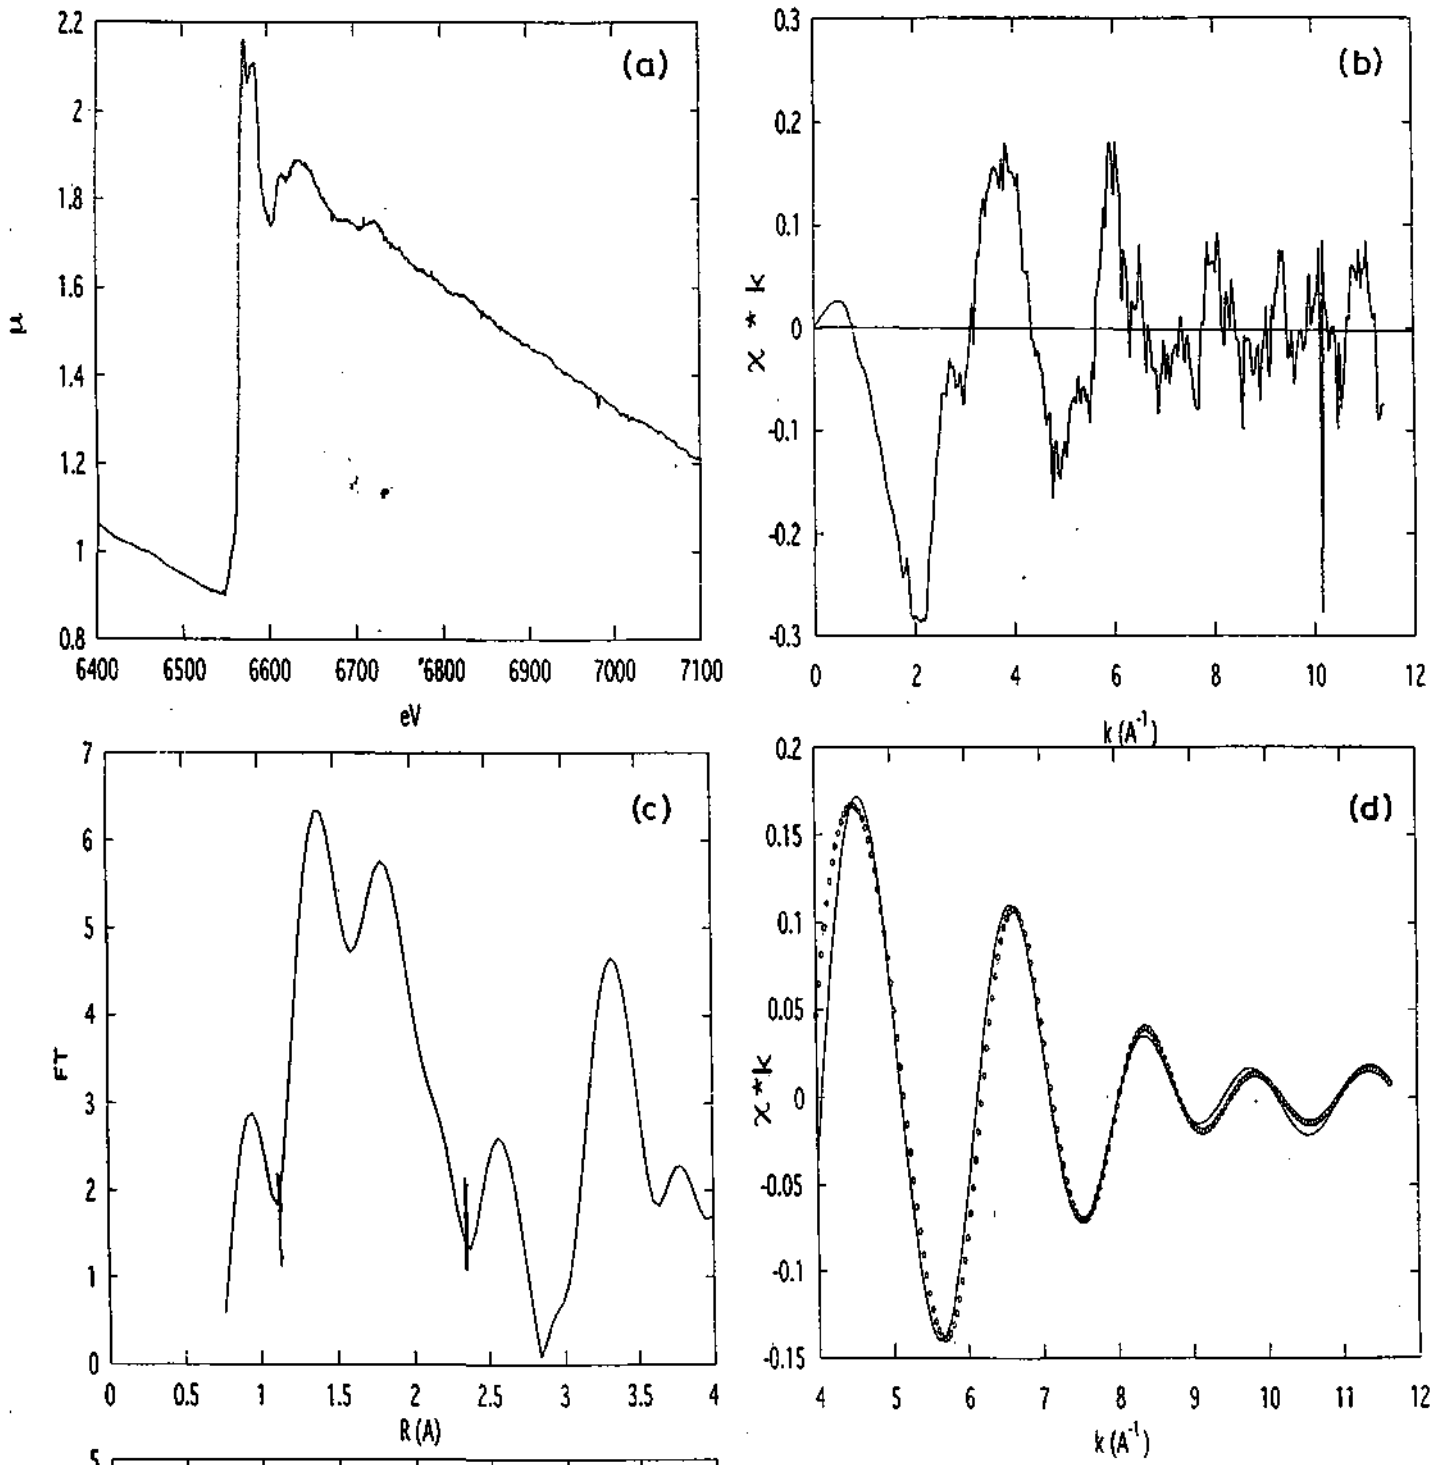 2.2
2
1.8
1.6
1.4
1.2
1
0.8
μ
(a)
6400 6500 6600 6700 6800 6900 7000 7100
eV
0.3
0.2
0.1
0
-0.1
-0.2
-0.3
χ * k
(b)
0 2 4 6 8 10 12
k (A⁻¹)
7
6
5
4
3
2
1
0
FT
(c)
0 0.5 1 1.5 2 2.5 3 3.5 4
R (A)
0.2
0.15
0.1
0.05
0
-0.05
-0.1
-0.15
χ * k
(d)
4 5 6 7 8 9 10 11 12
k (A⁻¹)
5